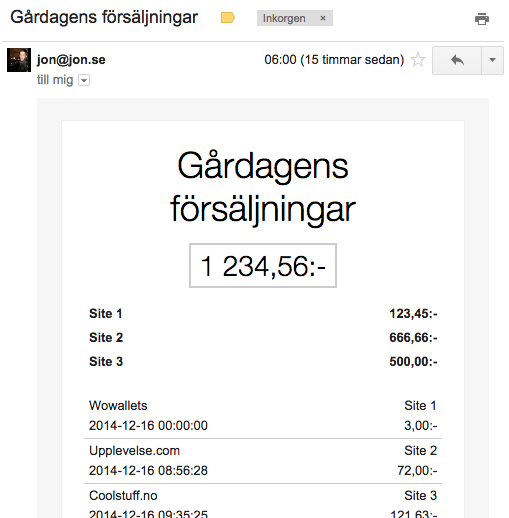 Gårdagens försäljningar Inkorgen ×
jon@jon.se 06:00 (15 timmar sedan)
till mig
Gårdagens
försäljningar
1 234,56:-
Site 1 123,45:-
Site 2 666,66:-
Site 3 500,00:-
Wowallets Site 1
2014-12-16 00:00:00 3,00:-
Upplevelse.com Site 2
2014-12-16 08:56:28 72,00:-
Coolstuff.no Site 3
2014-12-16 09:35:25 121,63:-